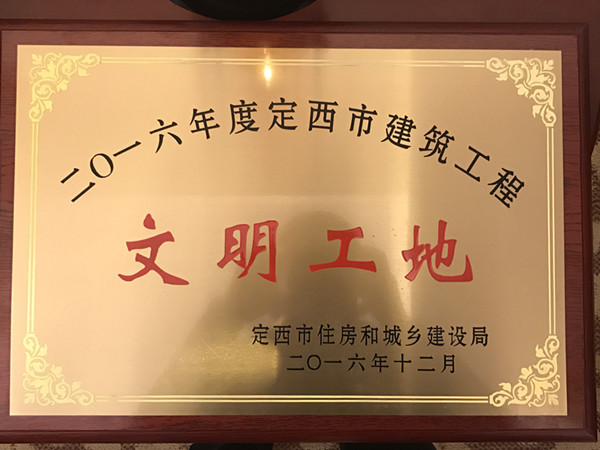 二〇一六年度定西市建筑工程
文明工地
定西市住房和城乡建设局
二〇一六年十二月